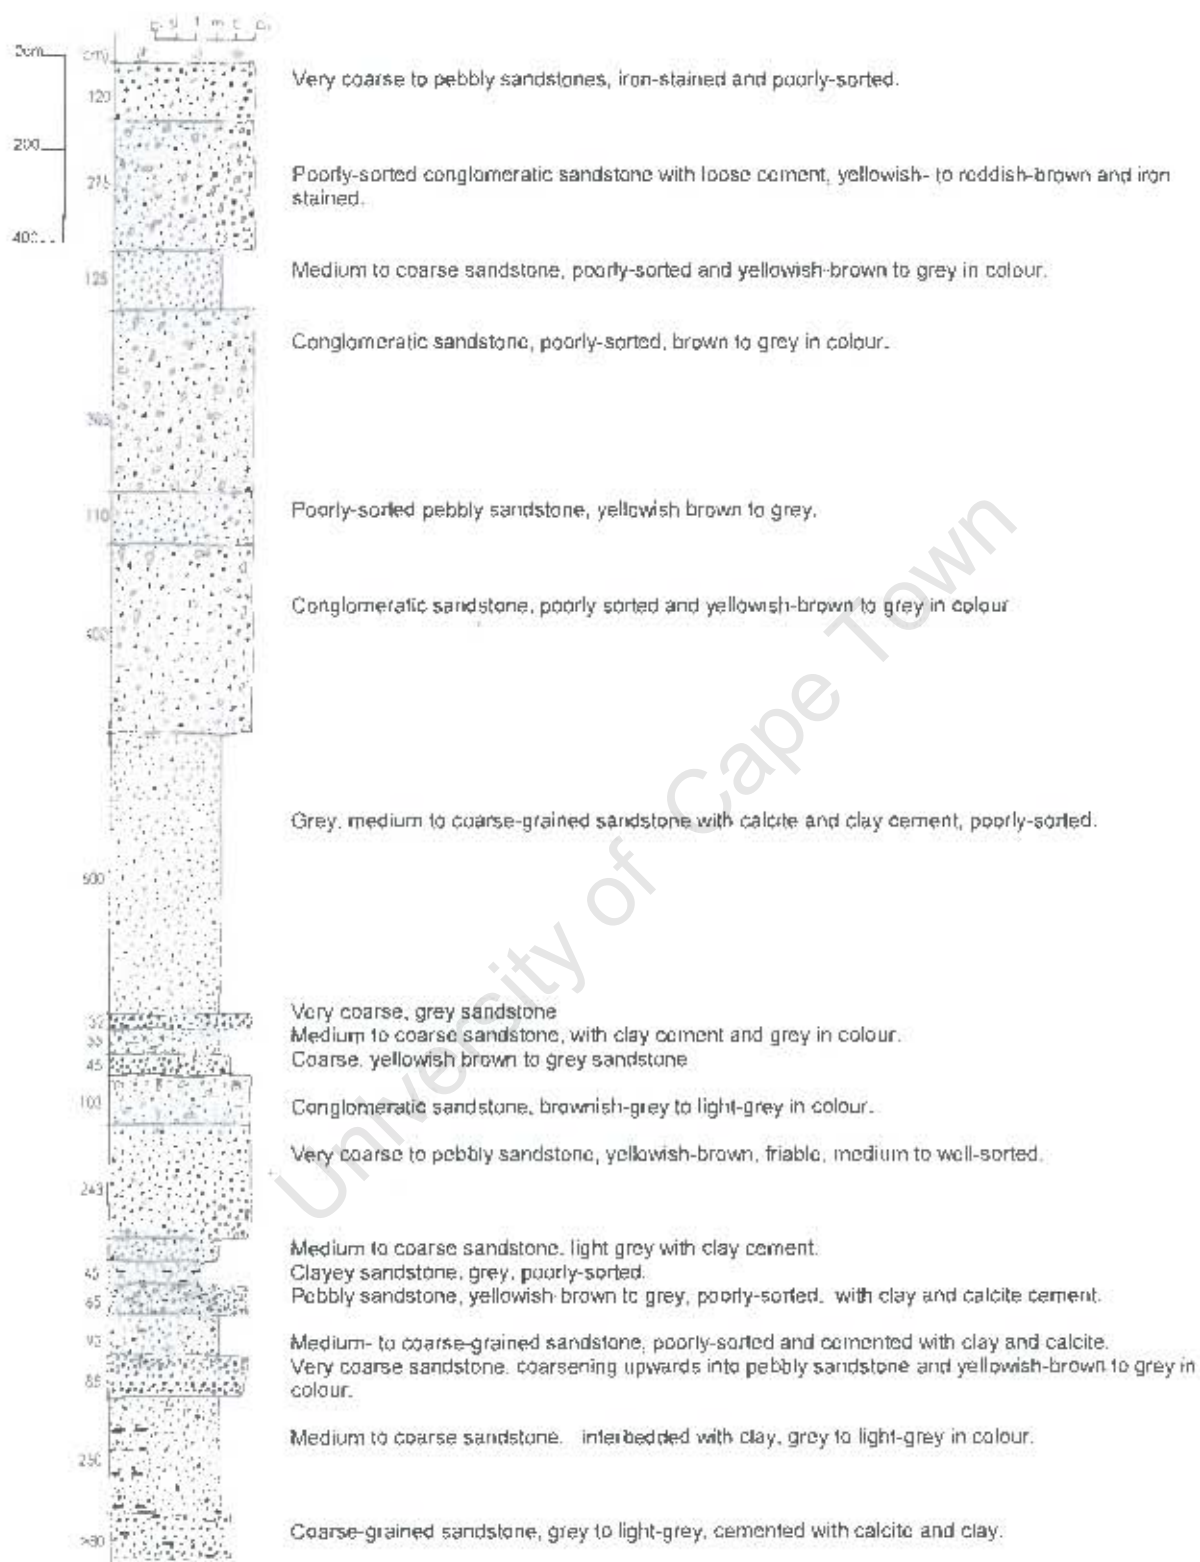 c s f m c p
0cm
cm
120
Very coarse to pebbly sandstones, iron-stained and poorly-sorted.
200
275
Poorly-sorted conglomeratic sandstone with loose cement, yellowish- to reddish-brown and iron
stained.
400
125
Medium to coarse sandstone, poorly-sorted and yellowish-brown to grey in colour.
Conglomeratic sandstone, poorly-sorted, brown to grey in colour.
110
Poorly-sorted pebbly sandstone, yellowish brown to grey.
400
Conglomeratic sandstone, poorly sorted and yellowish-brown to grey in colour
Grey, medium to coarse-grained sandstone with calcite and clay cement, poorly-sorted.
Very coarse, grey sandstone
Medium to coarse sandstone, with clay cement and grey in colour.
45
Coarse, yellowish brown to grey sandstone
Conglomeratic sandstone, brownish-grey to light-grey in colour.
Very coarse to pebbly sandstone, yellowish-brown, friable, medium to well-sorted.
243
Medium to coarse sandstone, light grey with clay cement.
Clayey sandstone, grey, poorly-sorted.
65
Pebbly sandstone, yellowish-brown to grey, poorly-sorted, with clay and calcite cement.
Medium- to coarse-grained sandstone, poorly-sorted and cemented with clay and calcite.
Very coarse sandstone, coarsening upwards into pebbly sandstone and yellowish-brown to grey in
colour.
Medium to coarse sandstone, interbedded with clay, grey to light-grey in colour.
250
Coarse-grained sandstone, grey to light-grey, cemented with calcite and clay.
University of Cape Town